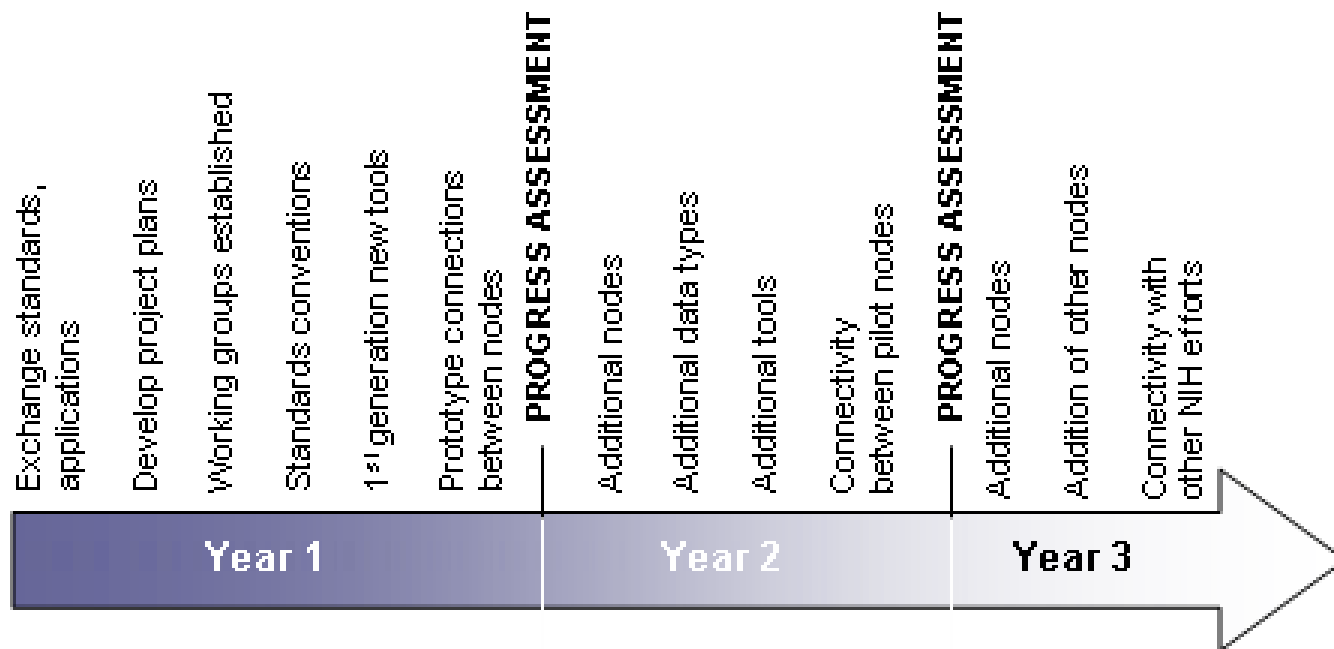 Exchange standards,
applications
Develop project plans
Working groups established
Standards conventions
1st generation new tools
Prototype connections
between nodes
PROGRESS ASSESSMENT
Additional nodes
Additional data types
Additional tools
Connectivity
between pilot nodes
PROGRESS ASSESSMENT
Additional nodes
Addition of other nodes
Connectivity with
other NIH efforts
Year 1
Year 2
Year 3